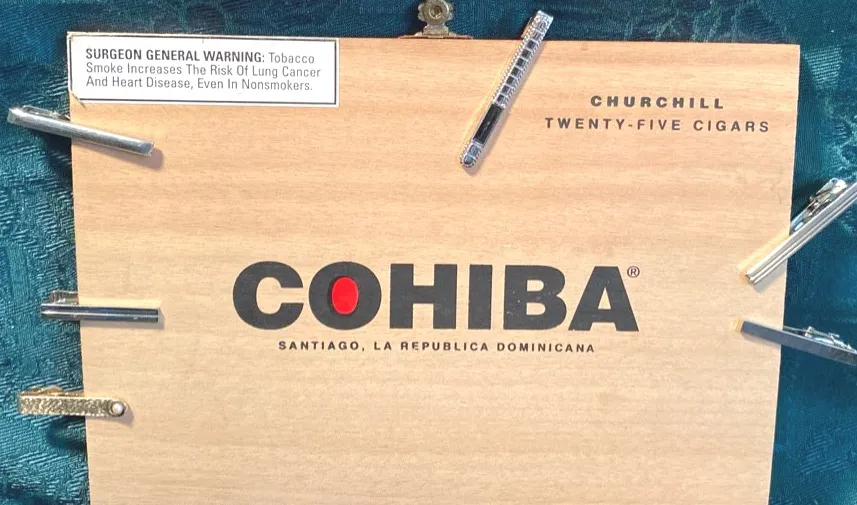 SURGEON GENERAL WARNING: Tobacco
Smoke Increases The Risk Of Lung Cancer
And Heart Disease, Even In Nonsmokers.
CHURCHILL
TWENTY-FIVE CIGARS
COHIBA®
SANTIAGO, LA REPUBLICA DOMINICANA